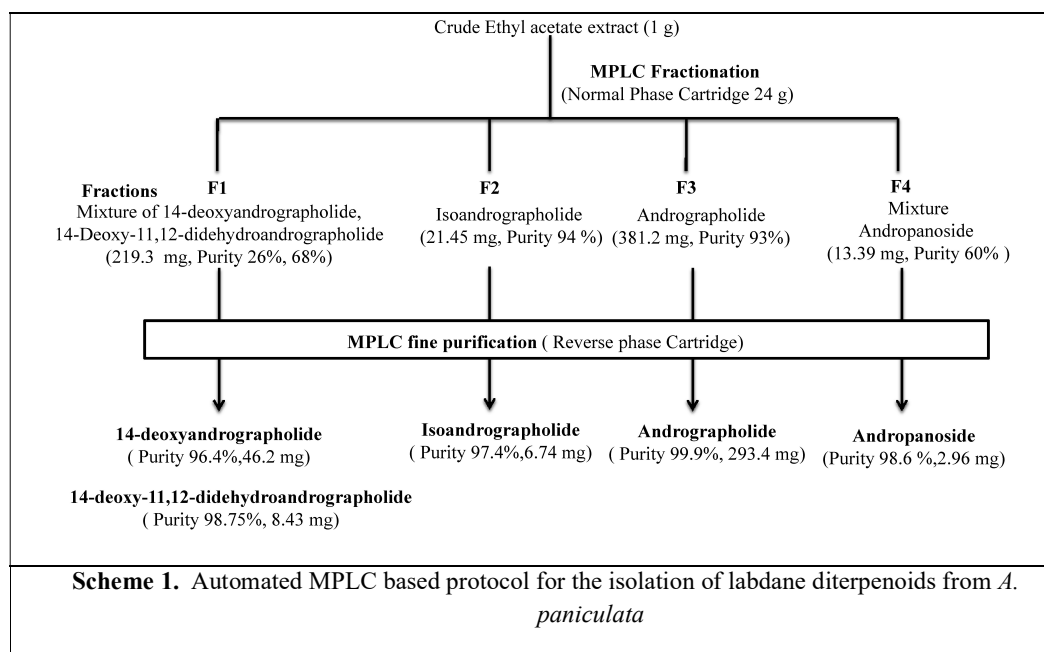 Crude Ethyl acetate extract (1 g)
MPLC Fractionation
(Normal Phase Cartridge 24 g)
Fractions
F1
Mixture of 14-deoxyandrographolide,
14-Deoxy-11,12-didehydroandrographolide
(219.3 mg, Purity 26%, 68%)
F2
Isoandrographolide
(21.45 mg, Purity 94 %)
F3
Andrographolide
(381.2 mg, Purity 93%)
F4
Mixture
Andropanoside
(13.39 mg, Purity 60% )
MPLC fine purification ( Reverse phase Cartridge)
14-deoxyandrographolide
( Purity 96.4%,46.2 mg)
14-deoxy-11,12-didehydroandrographolide
( Purity 98.75%, 8.43 mg)
Isoandrographolide
( Purity 97.4%,6.74 mg)
Andrographolide
( Purity 99.9%, 293.4 mg)
Andropanoside
(Purity 98.6 %,2.96 mg)
Scheme 1. Automated MPLC based protocol for the isolation of labdane diterpenoids from A.
paniculata